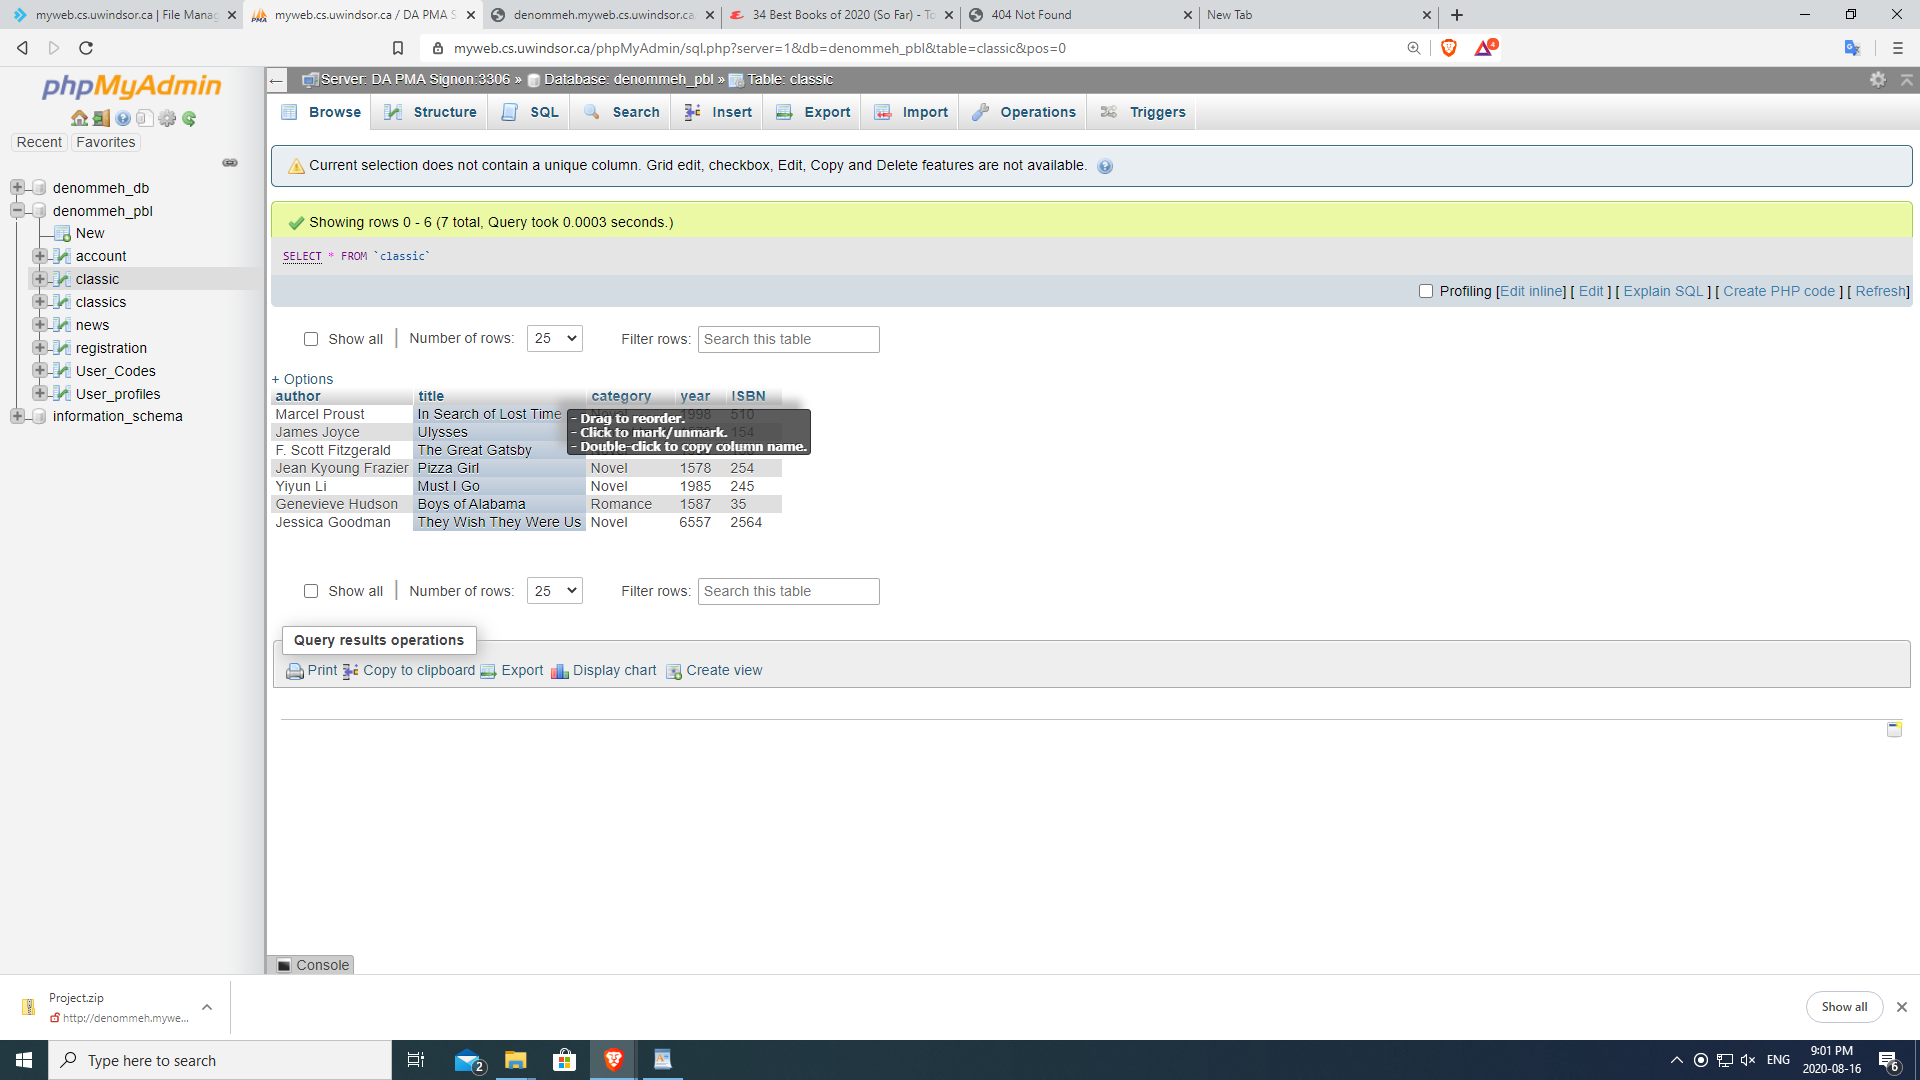 myweb.cs.uwindsor.ca | File Manag
myweb.cs.uwindsor.ca / DA PMA S
denommeh.myweb.cs.uwindsor.ca
34 Best Books of 2020 (So Far) - To
404 Not Found
New Tab
myweb.cs.uwindsor.ca/phpMyAdmin/sql.php?server=1&db=denommeh_pbl&table=classic&pos=0
4
phpMyAdmin
Recent Favorites
denommeh_db
denommeh_pbl
New
account
classic
classics
news
registration
User_Codes
User_profiles
information_schema
Server: DA PMA Signon:3306 » Database: denommeh_pbl » Table: classic
Browse Structure SQL Search Insert Export Import Operations Triggers
Current selection does not contain a unique column. Grid edit, checkbox, Edit, Copy and Delete features are not available.
Showing rows 0 - 6 (7 total, Query took 0.0003 seconds.)
SELECT * FROM `classic`
Profiling [Edit inline] [ Edit ] [ Explain SQL ] [ Create PHP code ] [ Refresh]
Show all | Number of rows: 25 Filter rows: Search this table
+ Options
author title category year ISBN
Marcel Proust In Search of Lost Time Novel 1998 510
James Joyce Ulysses 154
F. Scott Fitzgerald The Great Gatsby
- Drag to reorder.
- Click to mark/unmark.
- Double-click to copy column name.
Jean Kyoung Frazier Pizza Girl Novel 1578 254
Yiyun Li Must I Go Novel 1985 245
Genevieve Hudson Boys of Alabama Romance 1587 35
Jessica Goodman They Wish They Were Us Novel 6557 2564
Show all | Number of rows: 25 Filter rows: Search this table
Query results operations
Print Copy to clipboard Export Display chart Create view
Console
Project.zip
http://denommeh.mywe...
Show all
Type here to search
2
ENG
9:01 PM
2020-08-16
6